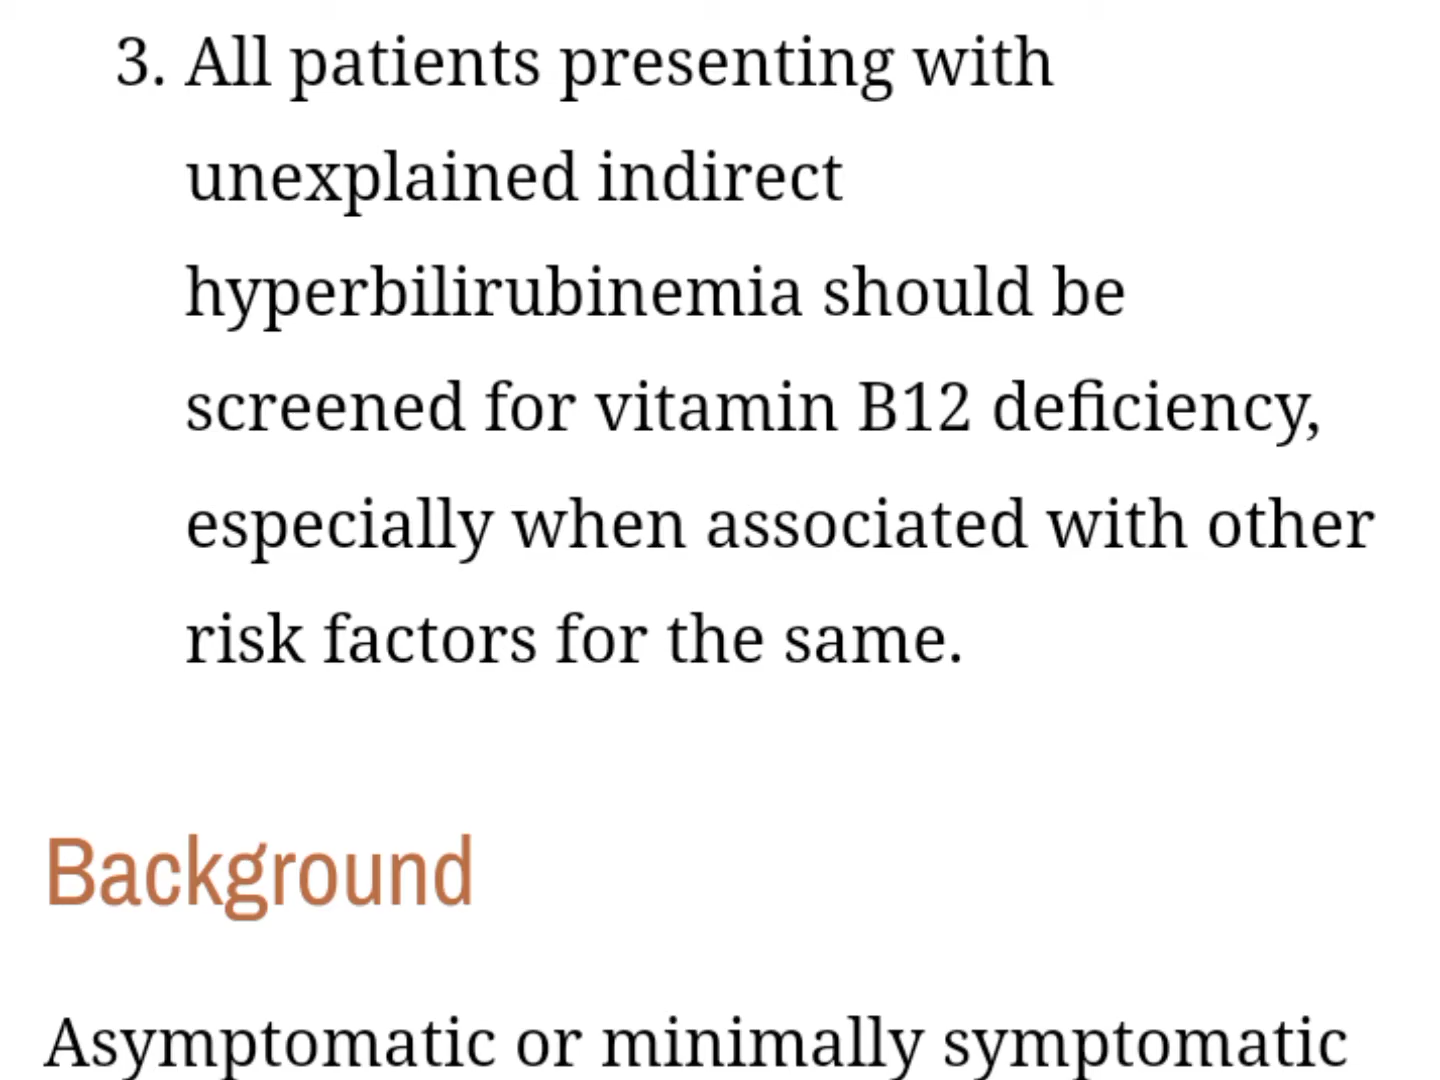 3. All patients presenting with
unexplained indirect
hyperbilirubinemia should be
screened for vitamin B12 deficiency,
especially when associated with other
risk factors for the same.
Background
Asymptomatic or minimally symptomatic